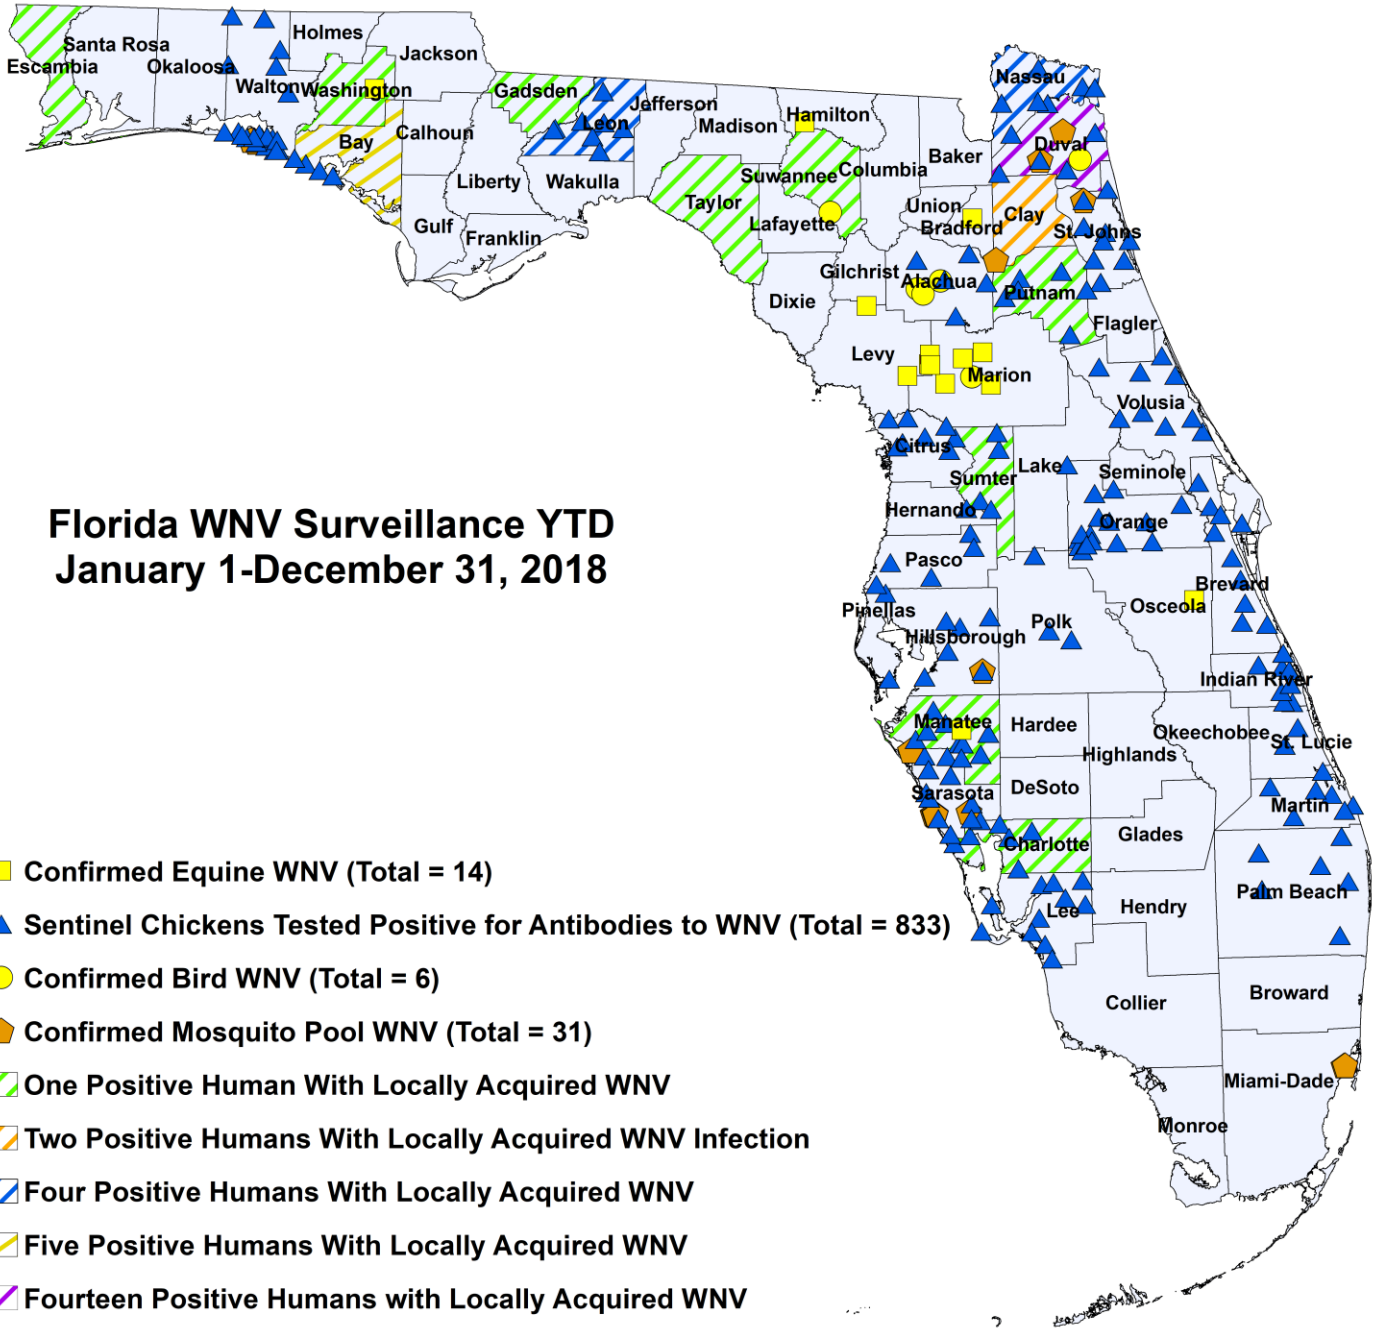 Holmes
Santa Rosa
Jackson
Escambia
Okaloosa
Walton
Washington
Gadsden
Jefferson
Leon
Madison
Hamilton
Nassau
Bay
Calhoun
Baker
Duval
Liberty
Wakulla
Taylor
Suwannee
Columbia
Union
Bradford
Clay
Lafayette
St. Johns
Gulf
Franklin
Gilchrist
Alachua
Putnam
Dixie
Flagler
Levy
Marion
Volusia
Citrus
Sumter
Lake
Seminole
Hernando
Orange
Florida WNV Surveillance YTD
January 1-December 31, 2018
Pasco
Brevard
Pinellas
Osceola
Hillsborough
Polk
Indian River
Manatee
Hardee
Okeechobee
St. Lucie
Highlands
Sarasota
DeSoto
Martin
Charlotte
Glades
Palm Beach
Lee
Hendry
Collier
Broward
Miami-Dade
Monroe
Confirmed Equine WNV (Total = 14)
Sentinel Chickens Tested Positive for Antibodies to WNV (Total = 833)
Confirmed Bird WNV (Total = 6)
Confirmed Mosquito Pool WNV (Total = 31)
One Positive Human With Locally Acquired WNV
Two Positive Humans With Locally Acquired WNV Infection
Four Positive Humans With Locally Acquired WNV
Five Positive Humans With Locally Acquired WNV
Fourteen Positive Humans with Locally Acquired WNV